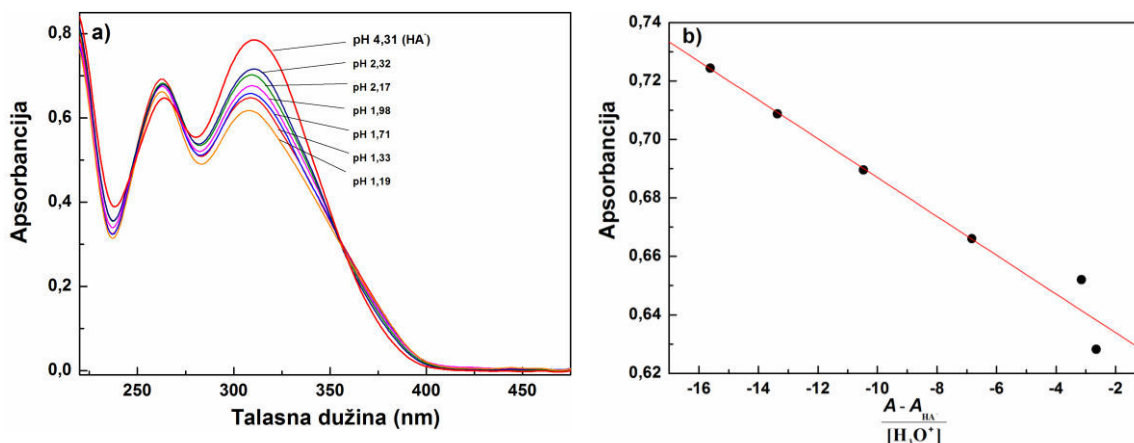 a)
0,8
0,6
0,4
0,2
0,0
Apsorbancija
250
300
350
400
450
Talasna dužina (nm)
pH 4,31 (HA⁻)
pH 2,32
pH 2,17
pH 1,98
pH 1,71
pH 1,33
pH 1,19
b)
0,74
0,72
0,70
0,68
0,66
0,64
0,62
Apsorbancija
-16 -14 -12 -10 -8 -6 -4 -2
A - A_HA⁻
[H₃O⁺]